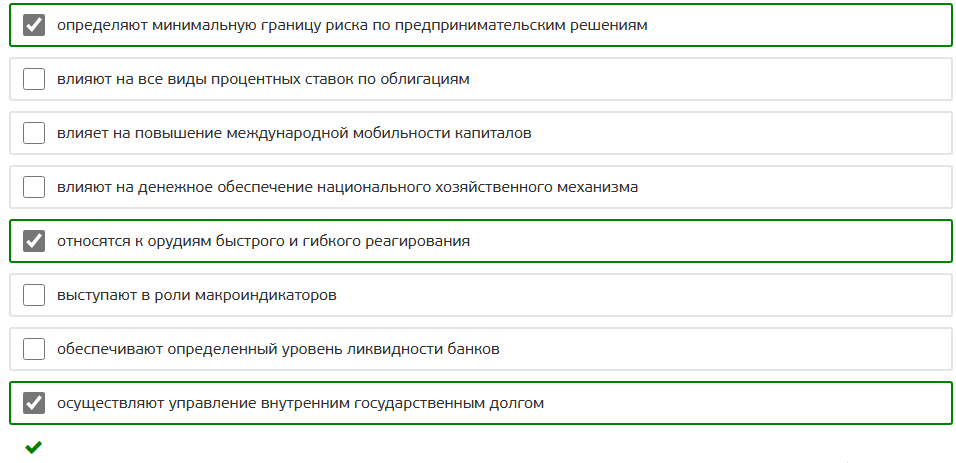 определяют минимальную границу риска по предпринимательским решениям
влияют на все виды процентных ставок по облигациям
влияет на повышение международной мобильности капиталов
влияют на денежное обеспечение национального хозяйственного механизма
относятся к орудиям быстрого и гибкого реагирования
выступают в роли макроиндикаторов
обеспечивают определенный уровень ликвидности банков
осуществляют управление внутренним государственным долгом